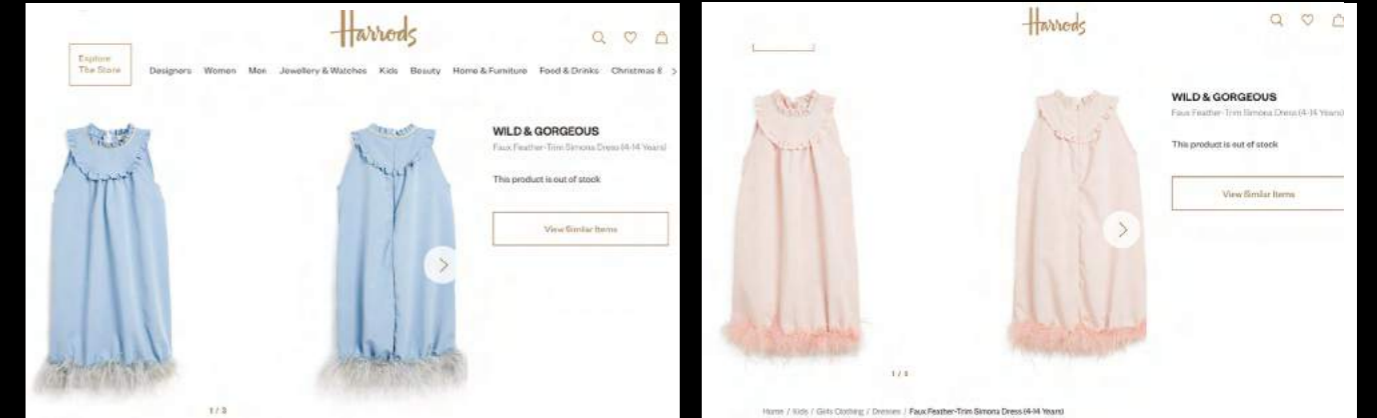 Harrods
Explore
The Store
Designers Women Men Jewellery & Watches Kids Beauty Home & Furniture Food & Drinks Christmas &
WILD & GORGEOUS
Faux Feather-Trim Simona Dress (4-14 Years)
This product is out of stock
View Similar Items
1 / 3
Harrods
WILD & GORGEOUS
Faux Feather-Trim Simona Dress (4-14 Years)
This product is out of stock
View Similar Items
1 / 3
Home / Kids / Girls Clothing / Dresses / Faux Feather-Trim Simona Dress (4-14 Years)